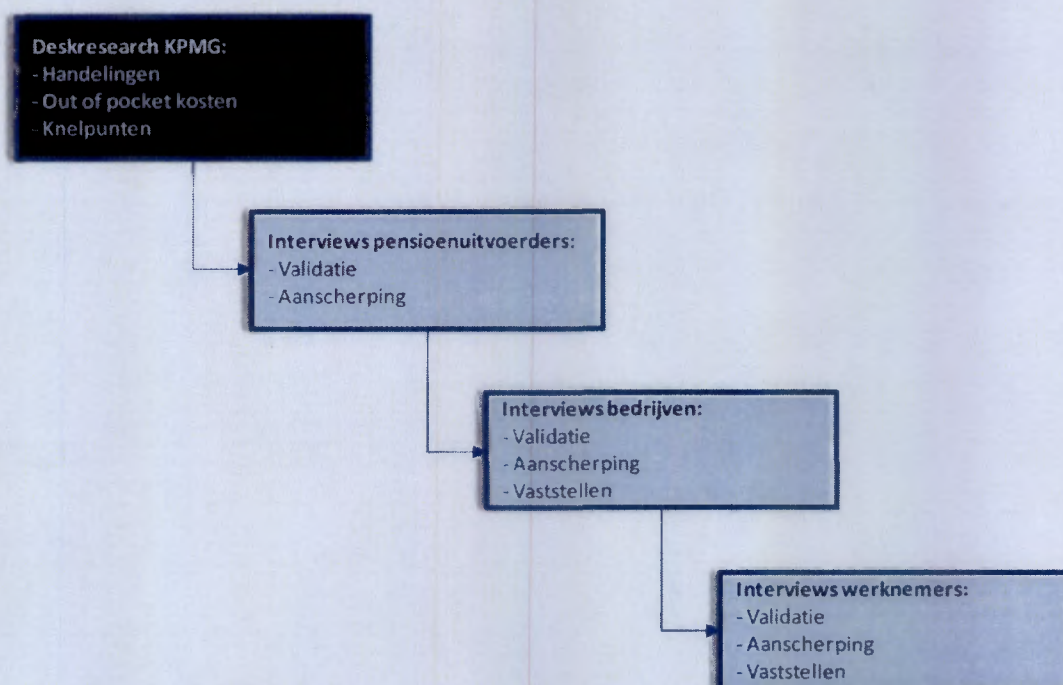 Deskresearch KPMG:
- Handelingen
- Out of pocket kosten
- Knelpunten
Interviews pensioenuitvoerders:
- Validatie
- Aanscherping
Interviews bedrijven:
- Validatie
- Aanscherping
- Vaststellen
Interviews werknemers:
- Validatie
- Aanscherping
- Vaststellen